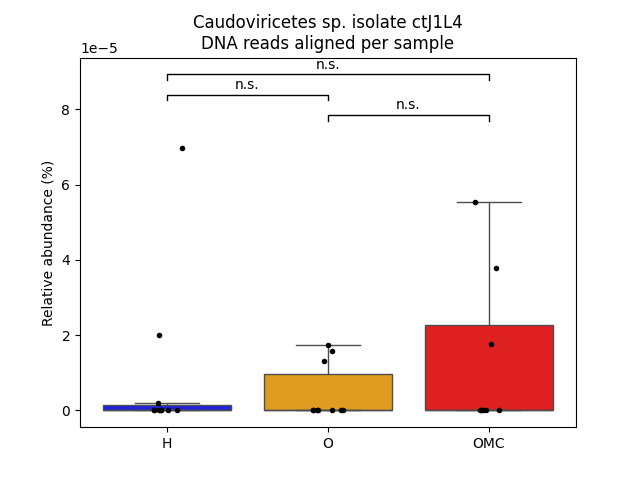 Caudoviricetes sp. isolate ctJ1L4
DNA reads aligned per sample
1e−5
n.s.
n.s.
n.s.
8
6
4
2
0
Relative abundance (%)
H
O
OMC